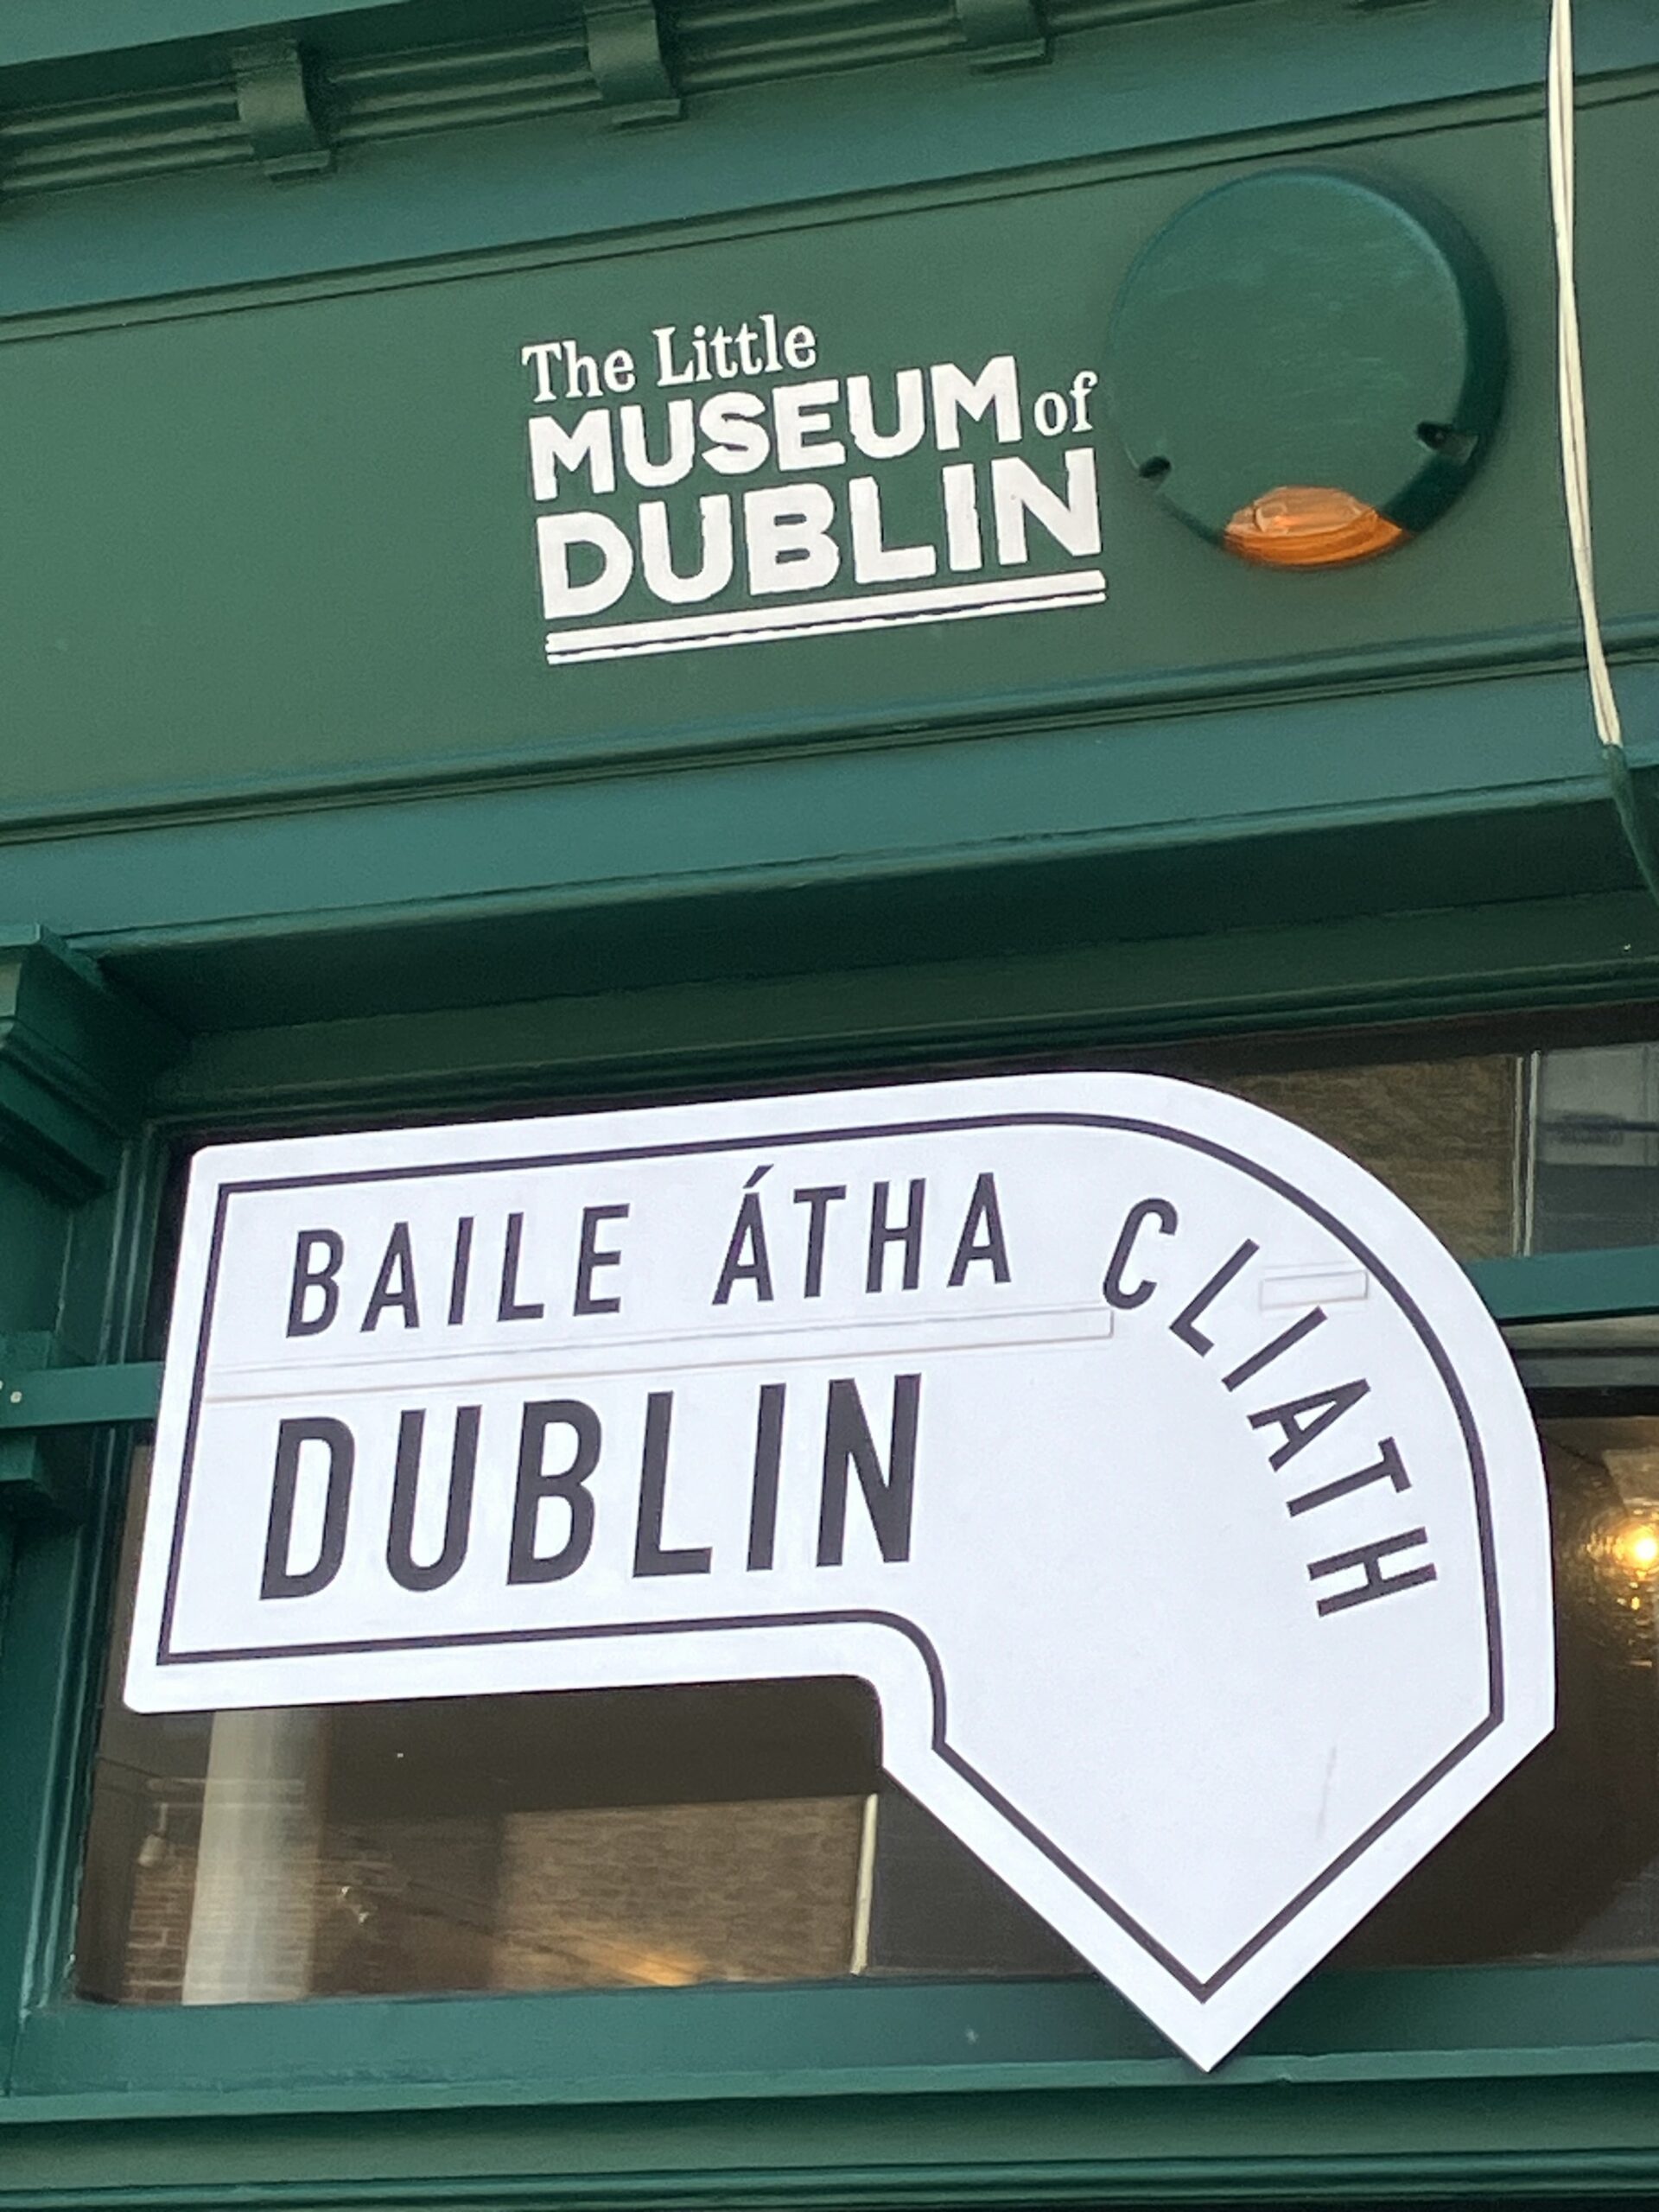 The Little
MUSEUM of
DUBLIN
BAILE ÁTHA CLIATH
DUBLIN